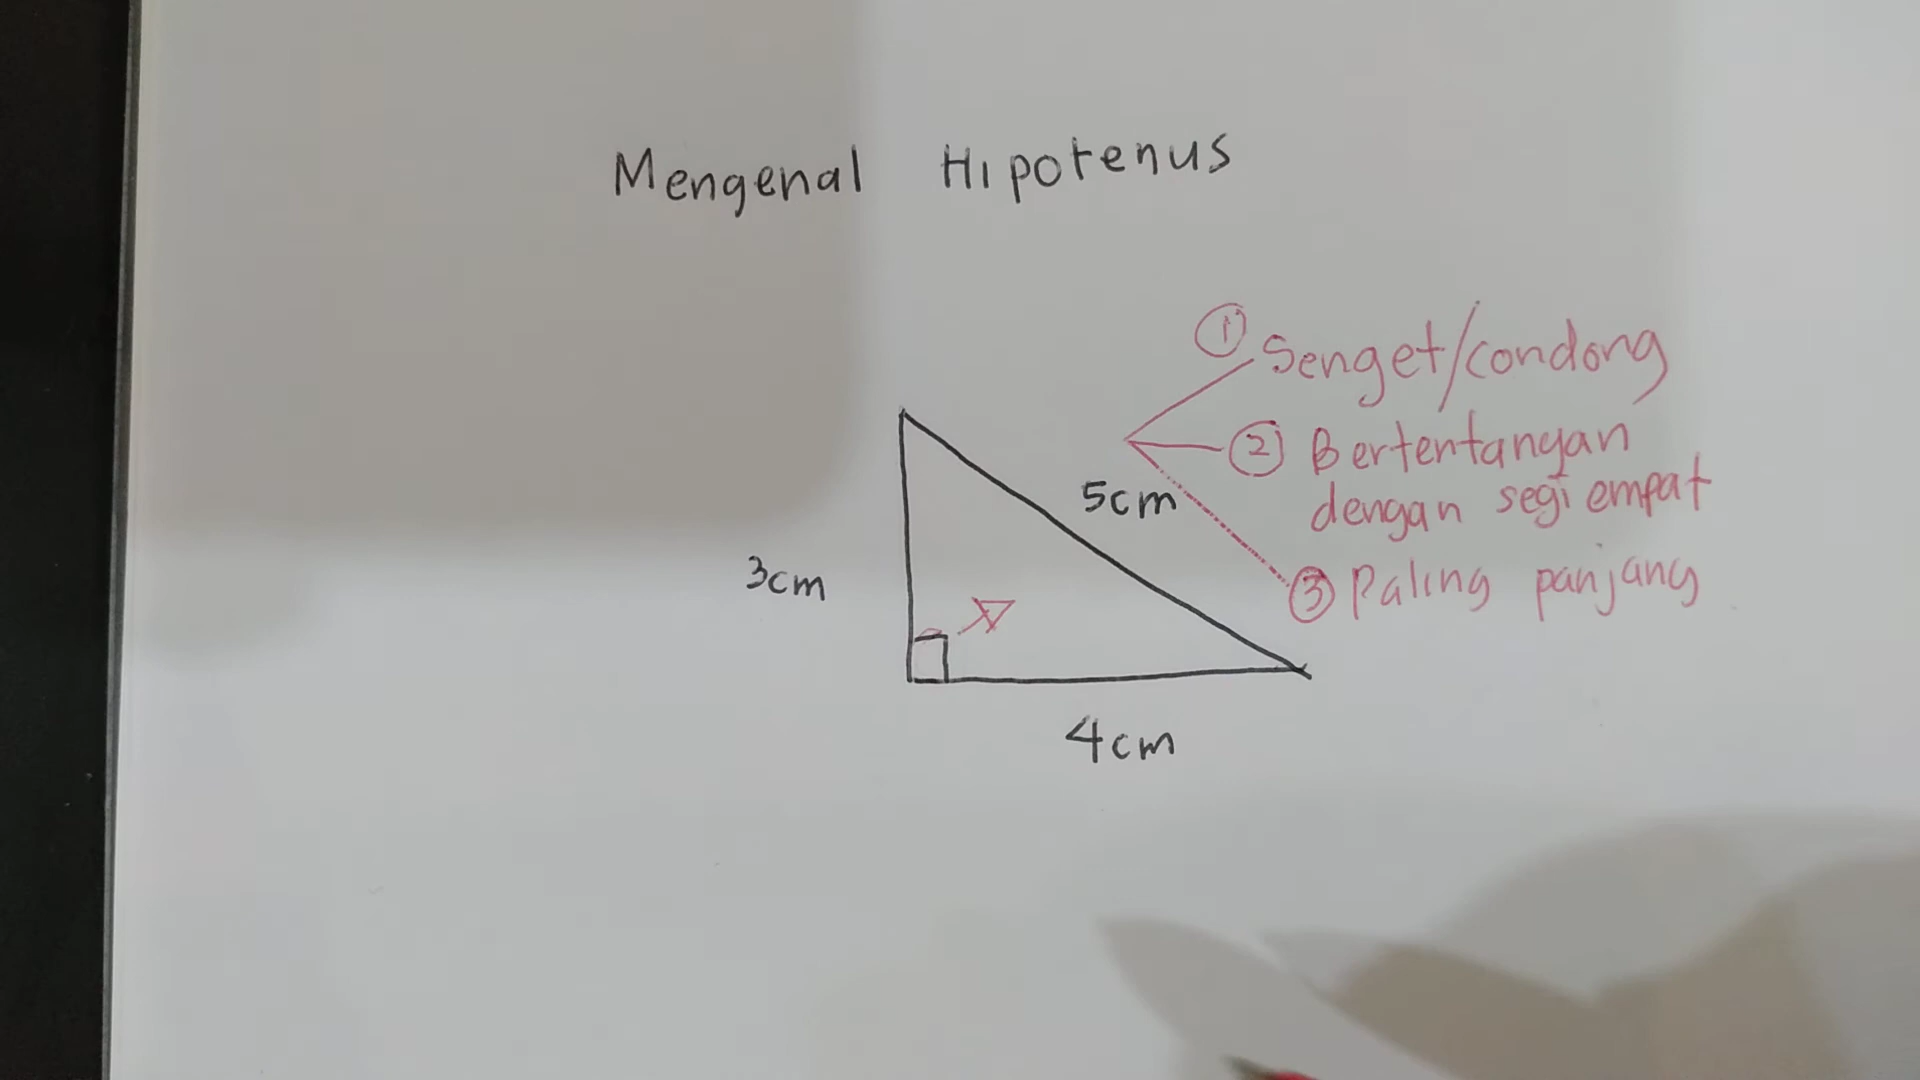 Mengenal Hipotenus
① Senget/condong
② Bertentangan
dengan segi empat
5cm
3cm
③ Paling panjang
4cm